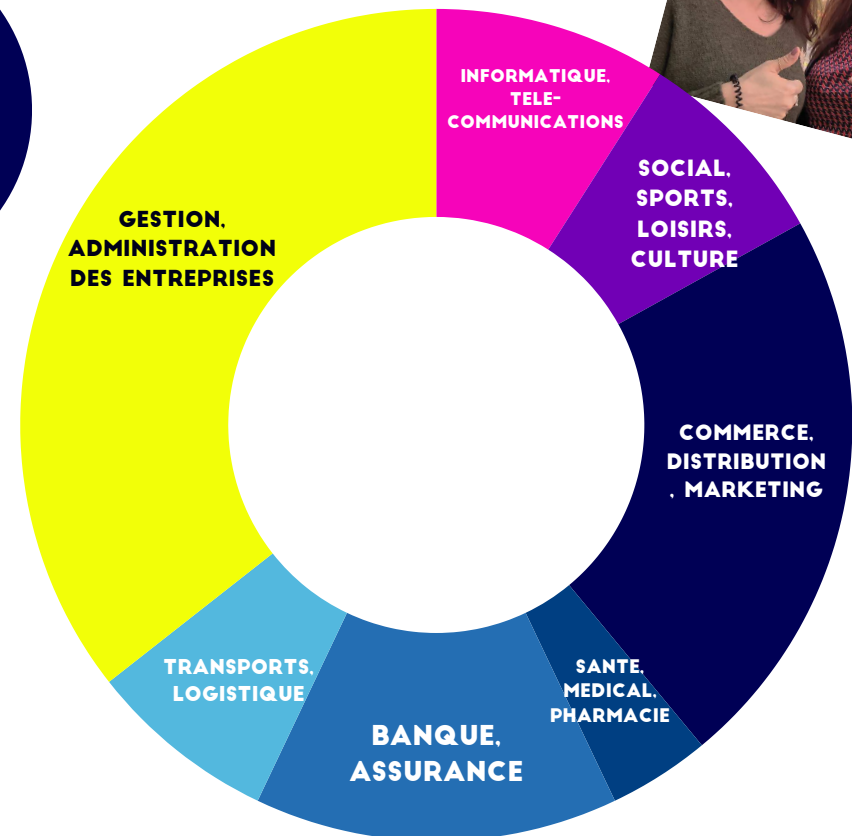 INFORMATIQUE,
TELE-
COMMUNICATIONS
SOCIAL,
SPORTS,
LOISIRS,
CULTURE
GESTION,
ADMINISTRATION
DES ENTREPRISES
COMMERCE,
DISTRIBUTION
, MARKETING
TRANSPORTS,
LOGISTIQUE
SANTE,
MEDICAL,
PHARMACIE
BANQUE,
ASSURANCE